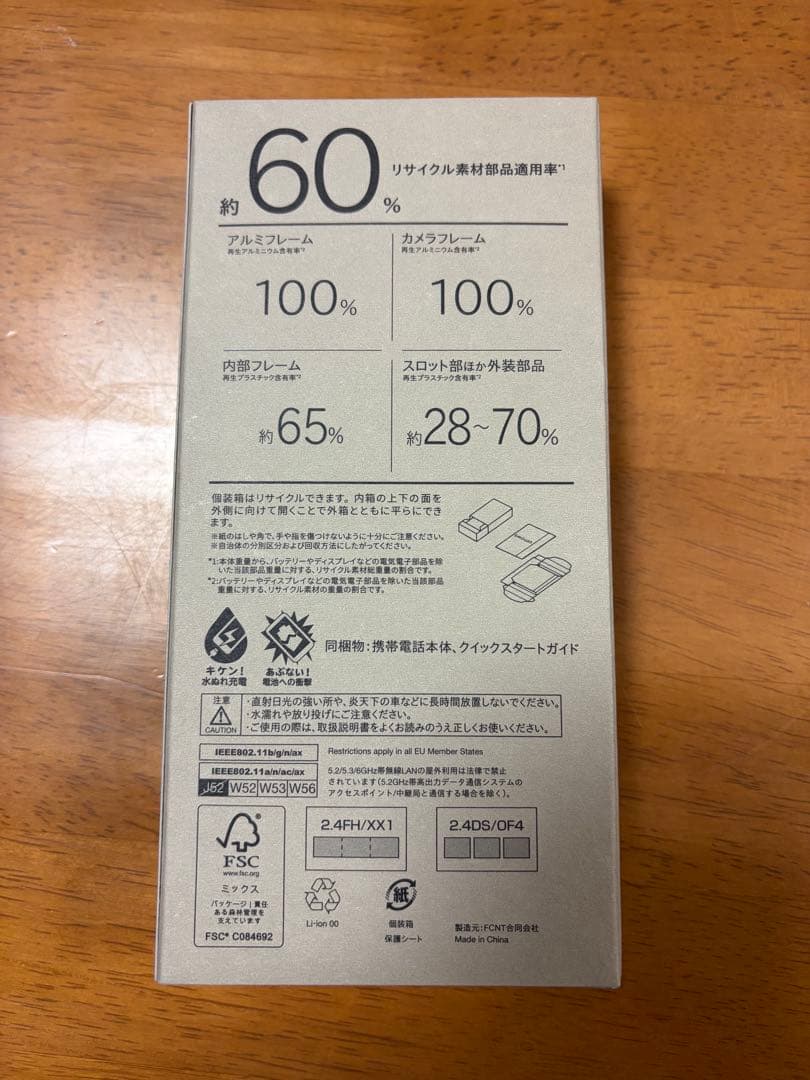 約60% リサイクル素材部品適用率*1
アルミフレーム
再生アルミニウム含有率*2
100%
カメラフレーム
再生アルミニウム含有率*2
100%
内部フレーム
再生プラスチック含有率*2
約65%
スロット部ほか外装部品
再生プラスチック含有率*2
約28~70%
個装箱はリサイクルできます。内箱の上下の面を
外側に向けて開くことで外箱とともに平らにでき
ます。
※紙のはしや角で、手や指を傷つけないように十分にご注意ください。
※自治体の分別区分および回収方法にしたがってください。
*1:本体重量から、バッテリーやディスプレイなどの電気電子部品を除
いた当該部品重量に対する、リサイクル素材総重量の割合です。
*2:バッテリーやディスプレイなどの電気電子部品を除いた当該部品
重量に対する、リサイクル素材の重量の割合です。
キケン!
水ぬれ充電
あぶない!
電池への衝撃
同梱物:携帯電話本体、クイックスタートガイド
注意
CAUTION
・直射日光の強い所や、炎天下の車などに長時間放置しないでください。
・水濡れや放り投げにご注意ください。
・ご使用の際は、取扱説明書をよくお読みのうえ正しくお使いください。
IEEE802.11b/g/n/ax
Restrictions apply in all EU Member States
IEEE802.11a/n/ac/ax
J52 W52 W53 W56
5.2/5.3/6GHz帯無線LANの屋外利用は法律で禁止
されています(5.2GHz帯高出力データ通信システムの
アクセスポイント/中継局と通信する場合を除く)。
FSC
www.fsc.org
ミックス
パッケージ|責任
ある森林管理を
支えています
FSC® C084692
2.4FH/XX1
2.4DS/OF4
Li-ion 00
紙
個装箱
保護シート
製造元:FCNT合同会社
Made in China